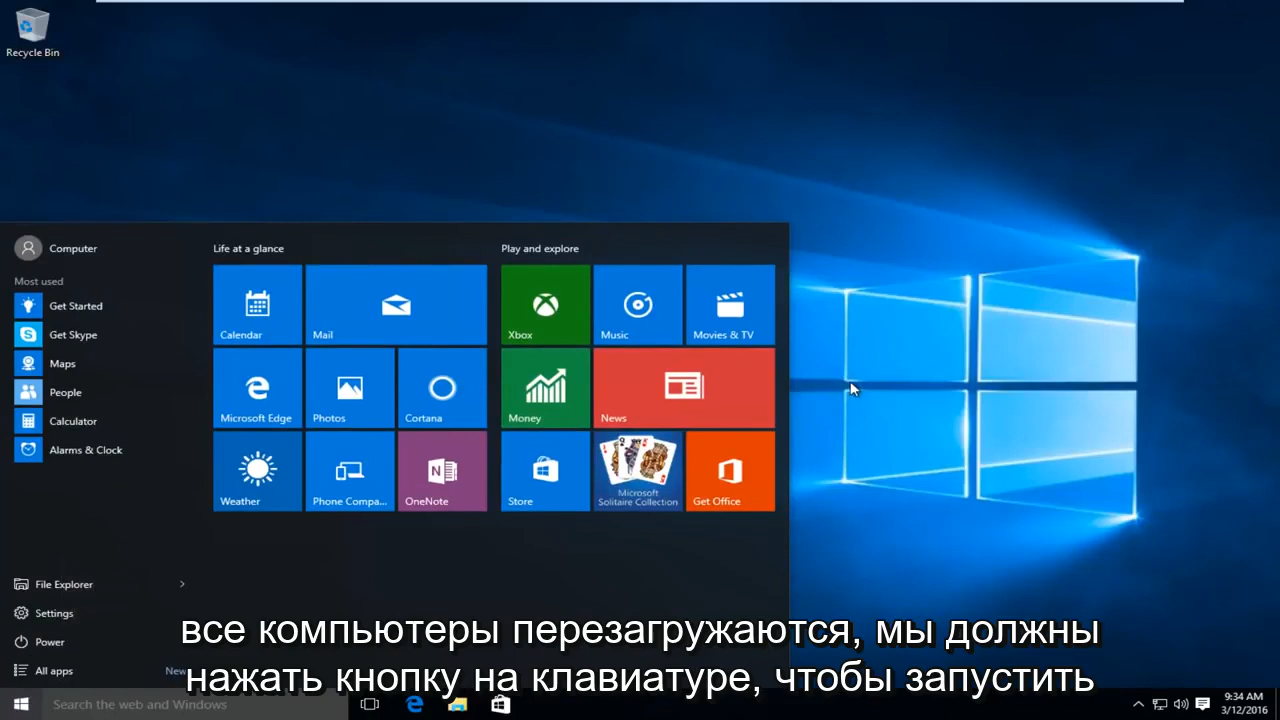 Recycle Bin
Computer
Life at a glance
Play and explore
Most used
Get Started
Get Skype
Maps
People
Calculator
Alarms & Clock
Calendar
Mail
Xbox
Music
Movies & TV
Microsoft Edge
Photos
Cortana
Money
News
Weather
Phone Compa...
OneNote
Store
Microsoft
Solitaire Collection
Get Office
File Explorer
Settings
Power
All apps
New
все компьютеры перезагружаются, мы должны
нажать кнопку на клавиатуре, чтобы запустить
Search the web and Windows
9:34 AM
3/12/2016